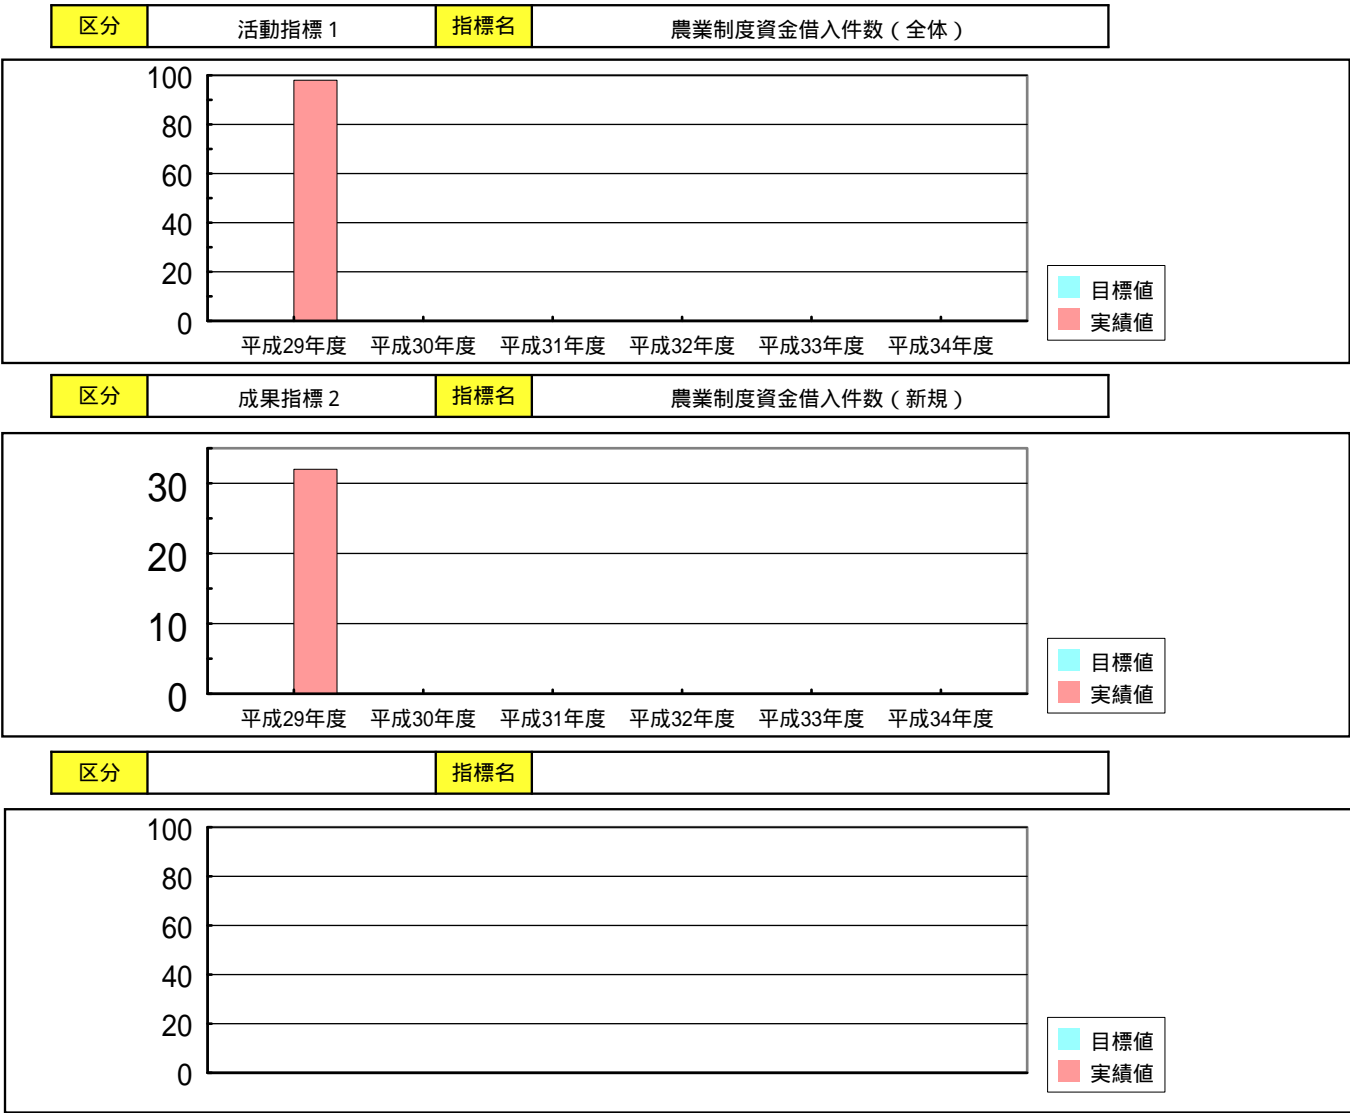 区分 活動指標１ 指標名 農業制度資金借入件数（全体）
100
80
60
40
20
0
平成29年度 平成30年度 平成31年度 平成32年度 平成33年度 平成34年度
目標値
実績値
区分 成果指標２ 指標名 農業制度資金借入件数（新規）
30
20
10
0
平成29年度 平成30年度 平成31年度 平成32年度 平成33年度 平成34年度
目標値
実績値
区分 指標名
100
80
60
40
20
0
目標値
実績値